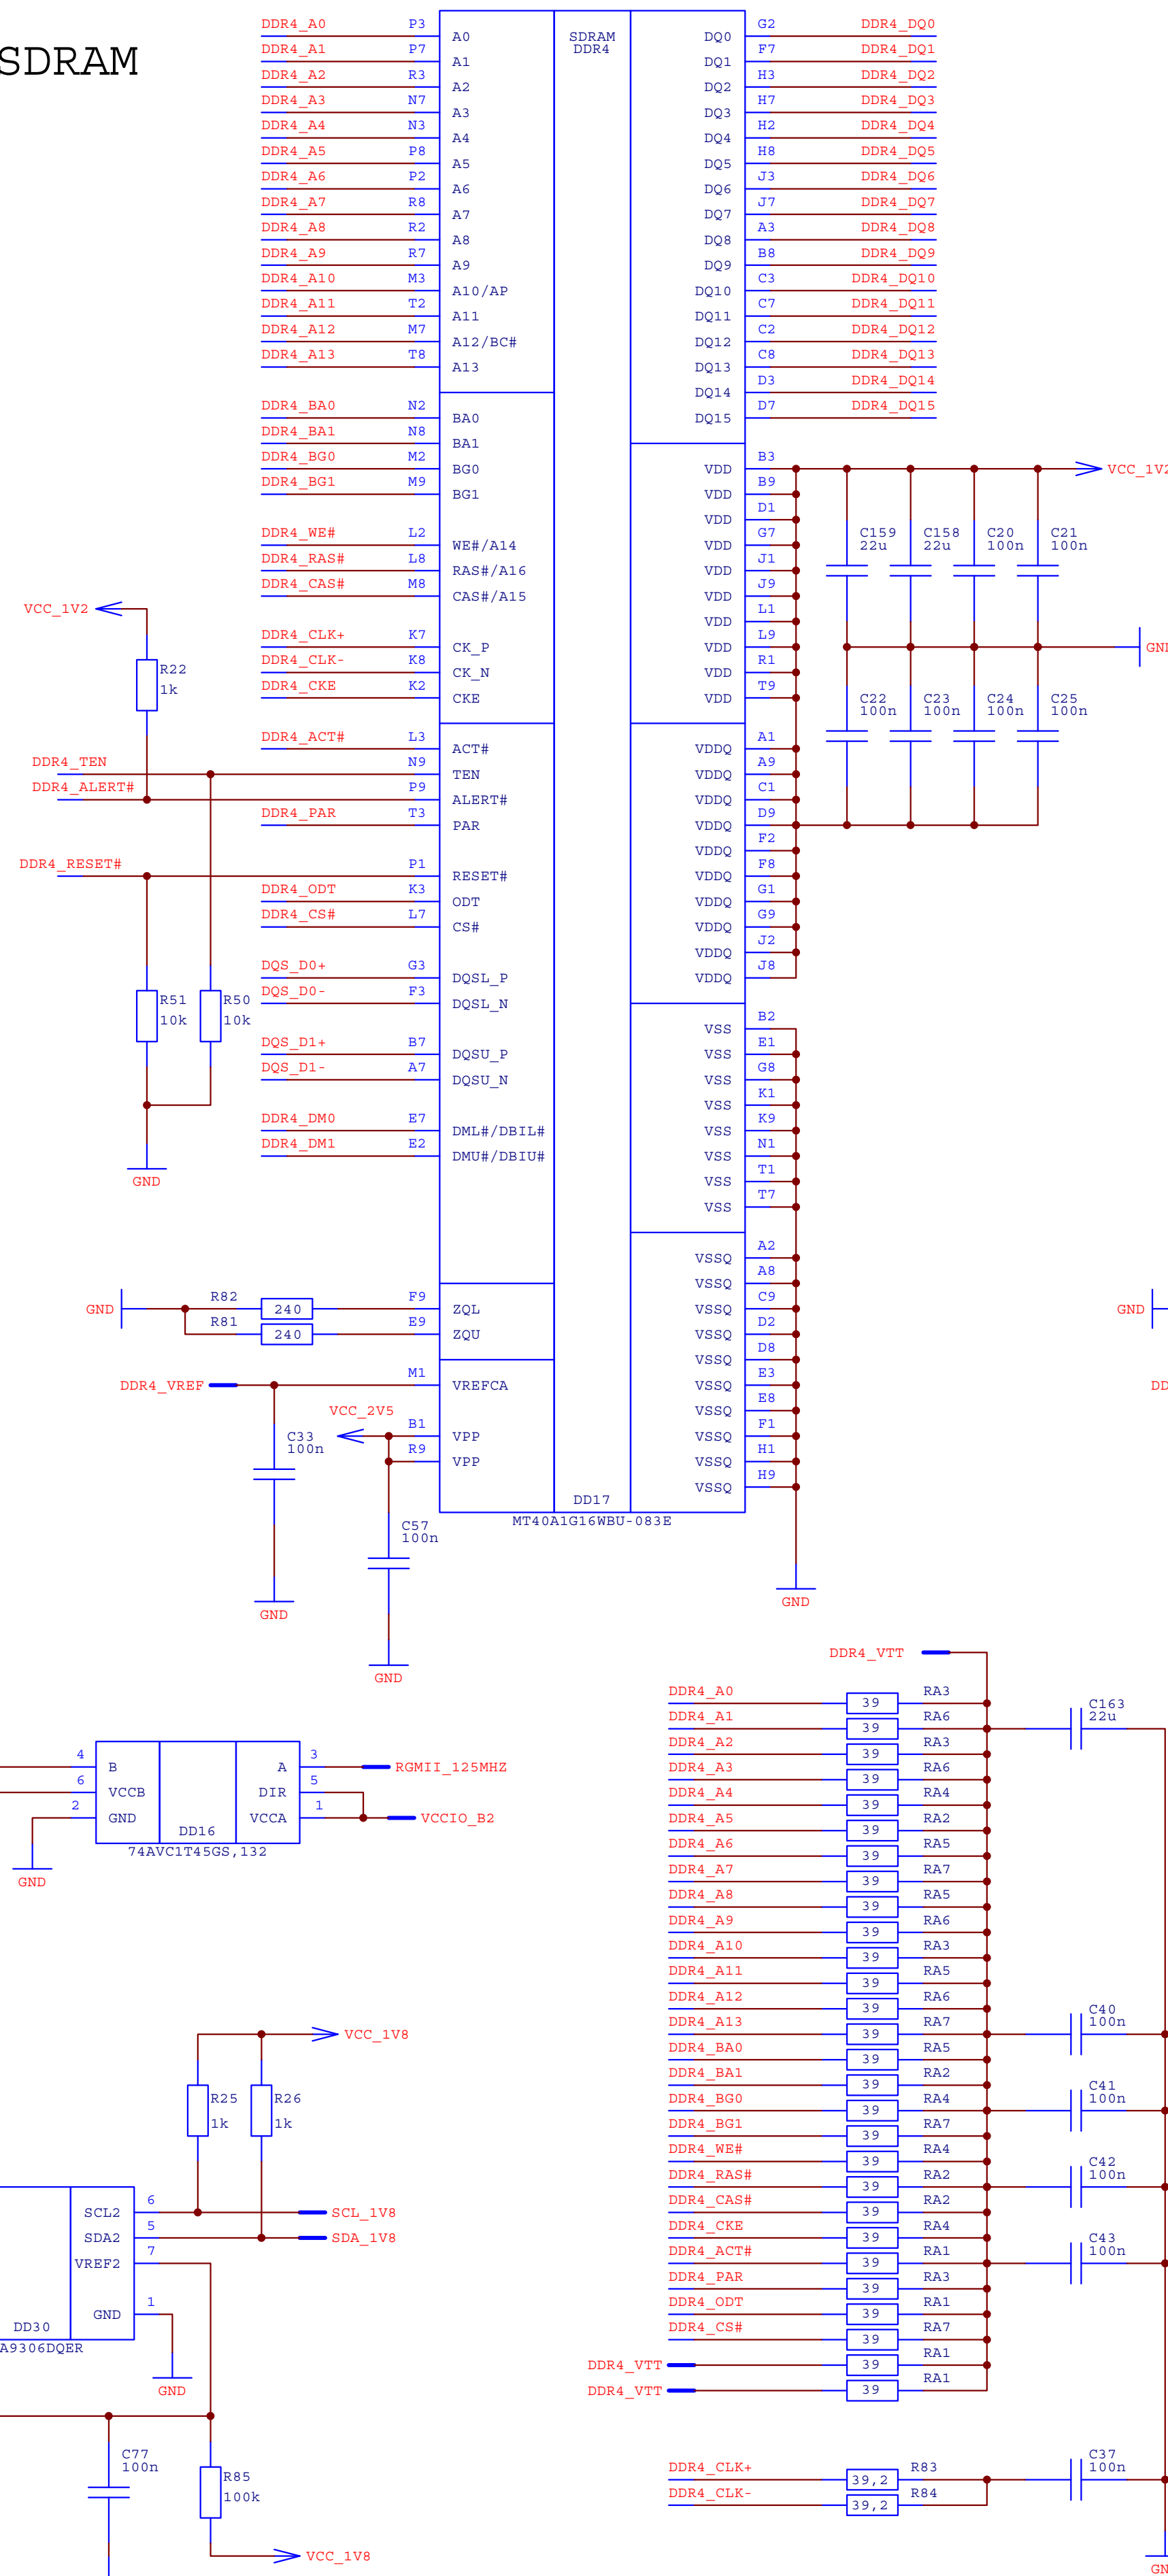 SDRAM
DDR4_A0 P3 A0 SDRAM DQ0 G2 DDR4_DQ0
DDR4_A1 P7 A1 DDR4 DQ1 F7 DDR4_DQ1
DDR4_A2 R3 A2 DQ2 H3 DDR4_DQ2
DDR4_A3 N7 A3 DQ3 H7 DDR4_DQ3
DDR4_A4 N3 A4 DQ4 H2 DDR4_DQ4
DDR4_A5 P8 A5 DQ5 H8 DDR4_DQ5
DDR4_A6 P2 A6 DQ6 J3 DDR4_DQ6
DDR4_A7 R8 A7 DQ7 J7 DDR4_DQ7
DDR4_A8 R2 A8 DQ8 A3 DDR4_DQ8
DDR4_A9 R7 A9 DQ9 B8 DDR4_DQ9
DDR4_A10 M3 A10/AP DQ10 C3 DDR4_DQ10
DDR4_A11 T2 A11 DQ11 C7 DDR4_DQ11
DDR4_A12 M7 A12/BC# DQ12 C2 DDR4_DQ12
DDR4_A13 T8 A13 DQ13 C8 DDR4_DQ13
DQ14 D3 DDR4_DQ14
DDR4_BA0 N2 BA0 DQ15 D7 DDR4_DQ15
DDR4_BA1 N8 BA1
DDR4_BG0 M2 BG0 VDD B3 VCC_1V2
DDR4_BG1 M9 BG1 VDD B9
VDD D1
DDR4_WE# L2 WE#/A14 VDD G7
DDR4_RAS# L8 RAS#/A16 VDD J1
DDR4_CAS# M8 CAS#/A15 VDD J9
C159 C158 C20 C21
22u 22u 100n 100n
VCC_1V2 VDD L1
DDR4_CLK+ K7 CK_P VDD L9 GND
DDR4_CLK- K8 CK_N VDD R1
DDR4_CKE K2 CKE VDD T9
R22
1k
C22 C23 C24 C25
100n 100n 100n 100n
DDR4_ACT# L3 ACT# VDDQ A1
DDR4_TEN N9 TEN VDDQ A9
DDR4_ALERT# P9 ALERT# VDDQ C1
DDR4_PAR T3 PAR VDDQ D9
VDDQ F2
DDR4_RESET# P1 RESET# VDDQ F8
DDR4_ODT K3 ODT VDDQ G1
DDR4_CS# L7 CS# VDDQ G9
VDDQ J2
DQS_D0+ G3 DQSL_P VDDQ J8
DQS_D0- F3 DQSL_N
R51 R50
10k 10k
VSS B2
DQS_D1+ B7 DQSU_P VSS E1
DQS_D1- A7 DQSU_N VSS G8
VSS K1
DDR4_DM0 E7 DML#/DBIL# VSS K9
DDR4_DM1 E2 DMU#/DBIU# VSS N1
GND VSS T1
VSS T7
VSSQ A2
VSSQ A8
GND R82 240 F9 ZQL VSSQ C9 GND
R81 240 E9 ZQU VSSQ D2
VSSQ D8
DDR4_VREF M1 VREFCA VSSQ E3
VSSQ E8
VCC_2V5 B1 VPP VSSQ F1
R9 VPP VSSQ H1
C33
100n
VSSQ H9
DD17
MT40A1G16WBU-083E
C57
100n
GND GND
GND
DDR4_VTT
DDR4_A0 39 RA3
DDR4_A1 39 RA6
C163
22u
DDR4_A2 39 RA3
DDR4_A3 39 RA6
DDR4_A4 39 RA4
DDR4_A5 39 RA2
DDR4_A6 39 RA5
DDR4_A7 39 RA7
DDR4_A8 39 RA5
DDR4_A9 39 RA6
DDR4_A10 39 RA3
DDR4_A11 39 RA5
DDR4_A12 39 RA6
DDR4_A13 39 RA7
C40
100n
DDR4_BA0 39 RA5
DDR4_BA1 39 RA2
DDR4_BG0 39 RA4
C41
100n
DDR4_BG1 39 RA7
DDR4_WE# 39 RA4
DDR4_RAS# 39 RA2
C42
100n
DDR4_CAS# 39 RA2
DDR4_CKE 39 RA4
DDR4_ACT# 39 RA1
C43
100n
DDR4_PAR 39 RA3
DDR4_ODT 39 RA1
DDR4_CS# 39 RA7
DDR4_VTT 39 RA1
DDR4_VTT 39 RA1
DDR4_CLK+ 39,2 R83
DDR4_CLK- 39,2 R84
C37
100n
4 B A 3 RGMII_125MHZ
6 VCCB DIR 5
2 GND VCCA 1 VCCIO_B2
DD16
74AVC1T45GS,132
GND
VCC_1V8
R25 R26
1k 1k
SCL2 6 SCL_1V8
SDA2 5 SDA_1V8
VREF2 7
GND 1
DD30
A9306DQER
GND
C77
100n
R85
100k
VCC_1V8